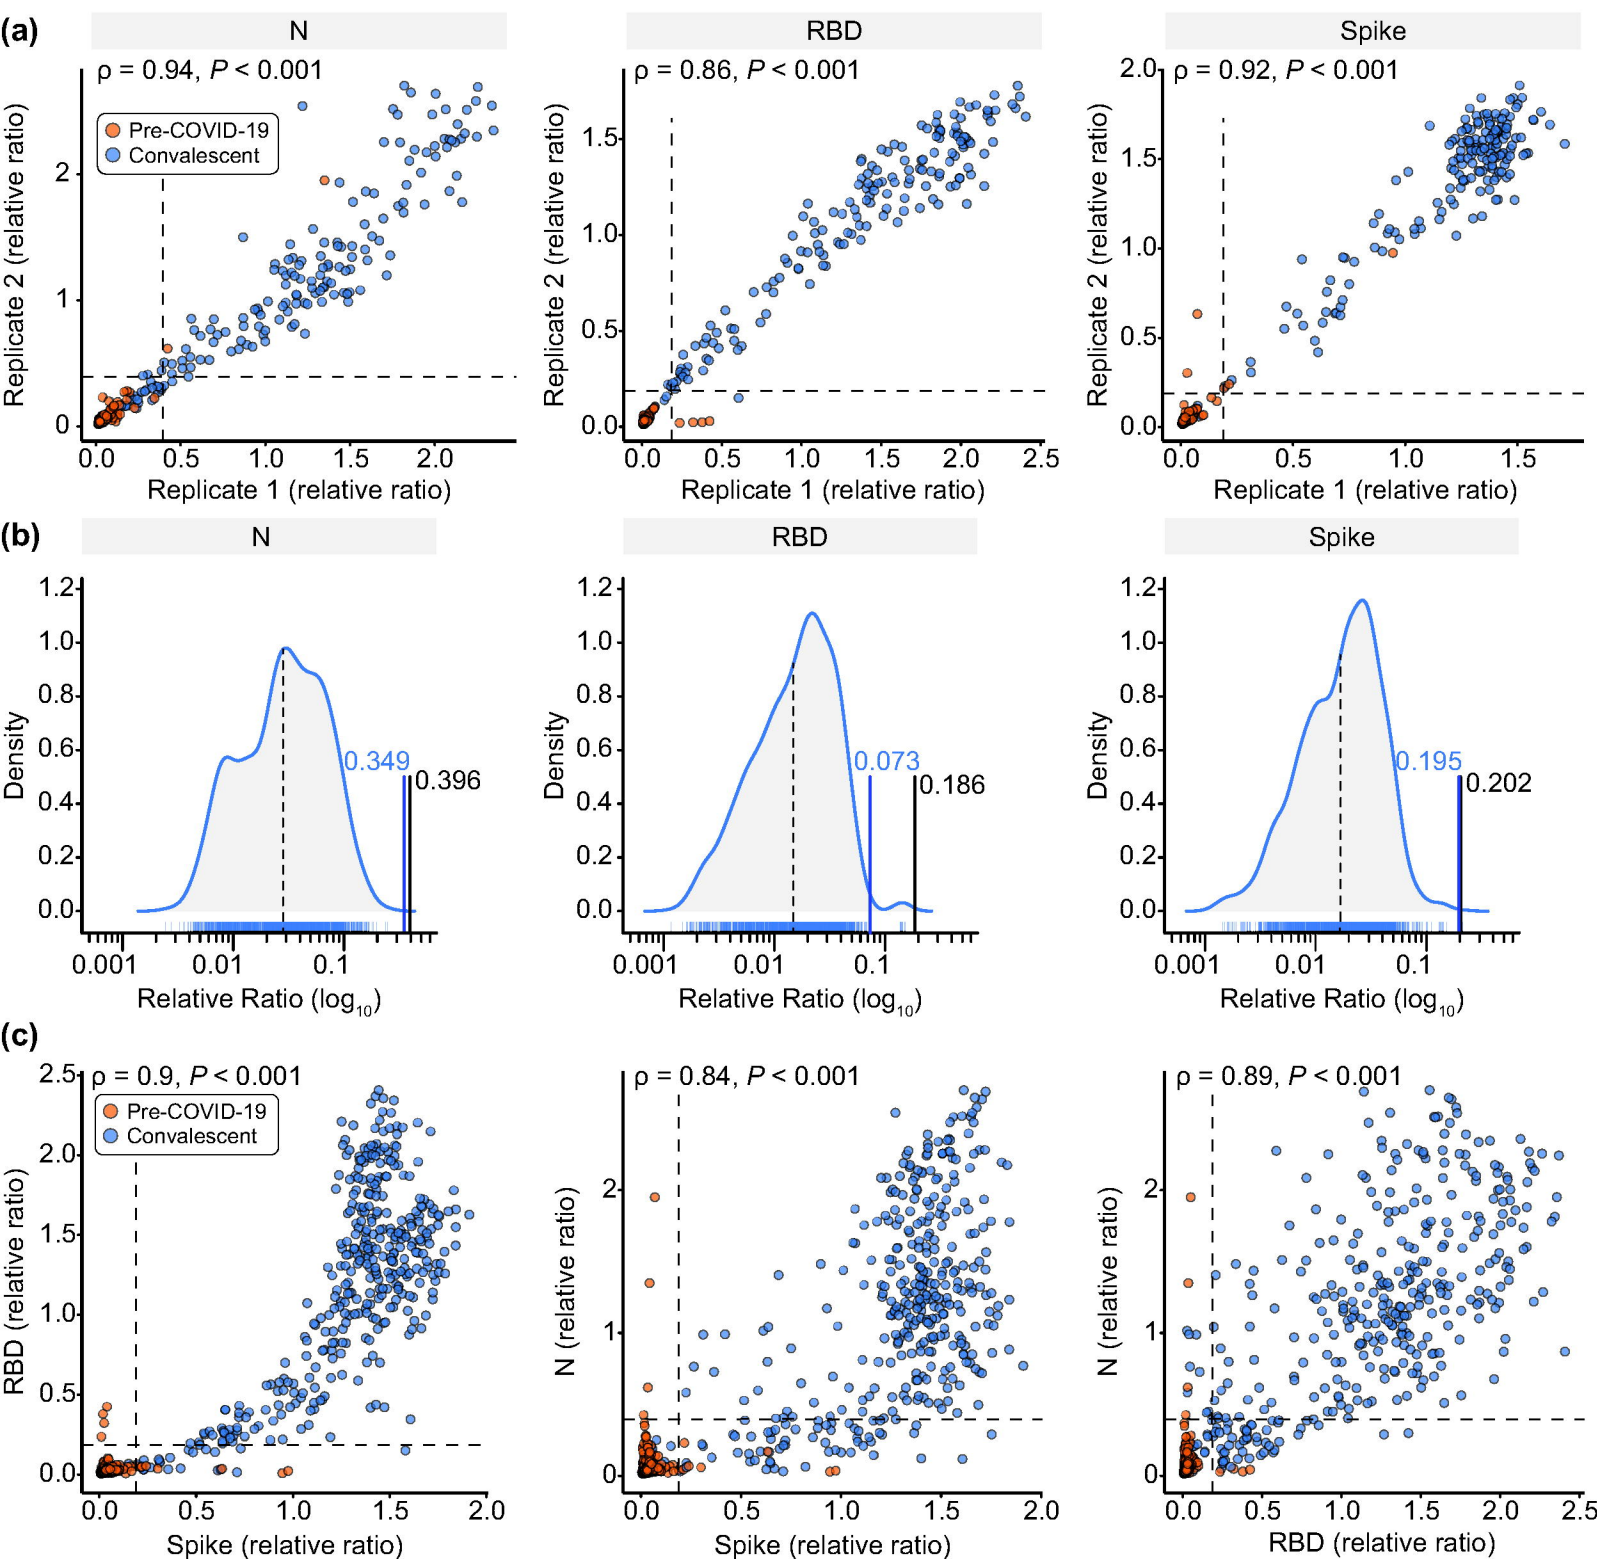 (a)
N
RBD
Spike
ρ = 0.94, P < 0.001
ρ = 0.86, P < 0.001
ρ = 0.92, P < 0.001
Pre-COVID-19
Convalescent
Replicate 2 (relative ratio)
2
1
0
0.0 0.5 1.0 1.5 2.0
Replicate 1 (relative ratio)
Replicate 2 (relative ratio)
1.5
1.0
0.5
0.0
0.0 0.5 1.0 1.5 2.0 2.5
Replicate 1 (relative ratio)
Replicate 2 (relative ratio)
2.0
1.5
1.0
0.5
0.0
0.0 0.5 1.0 1.5
Replicate 1 (relative ratio)
(b)
N
RBD
Spike
Density
1.2
1.0
0.8
0.6
0.4
0.2
0.0
0.349
0.396
0.001 0.01 0.1
Relative Ratio (log10)
Density
1.2
1.0
0.8
0.6
0.4
0.2
0.0
0.073
0.186
0.001 0.01 0.1
Relative Ratio (log10)
Density
1.2
1.0
0.8
0.6
0.4
0.2
0.0
0.195
0.202
0.001 0.01 0.1
Relative Ratio (log10)
(c)
ρ = 0.9, P < 0.001
ρ = 0.84, P < 0.001
ρ = 0.89, P < 0.001
Pre-COVID-19
Convalescent
RBD (relative ratio)
2.5
2.0
1.5
1.0
0.5
0.0
0.0 0.5 1.0 1.5 2.0
Spike (relative ratio)
N (relative ratio)
2
1
0
0.0 0.5 1.0 1.5 2.0
Spike (relative ratio)
N (relative ratio)
2
1
0
0.0 0.5 1.0 1.5 2.0 2.5
RBD (relative ratio)